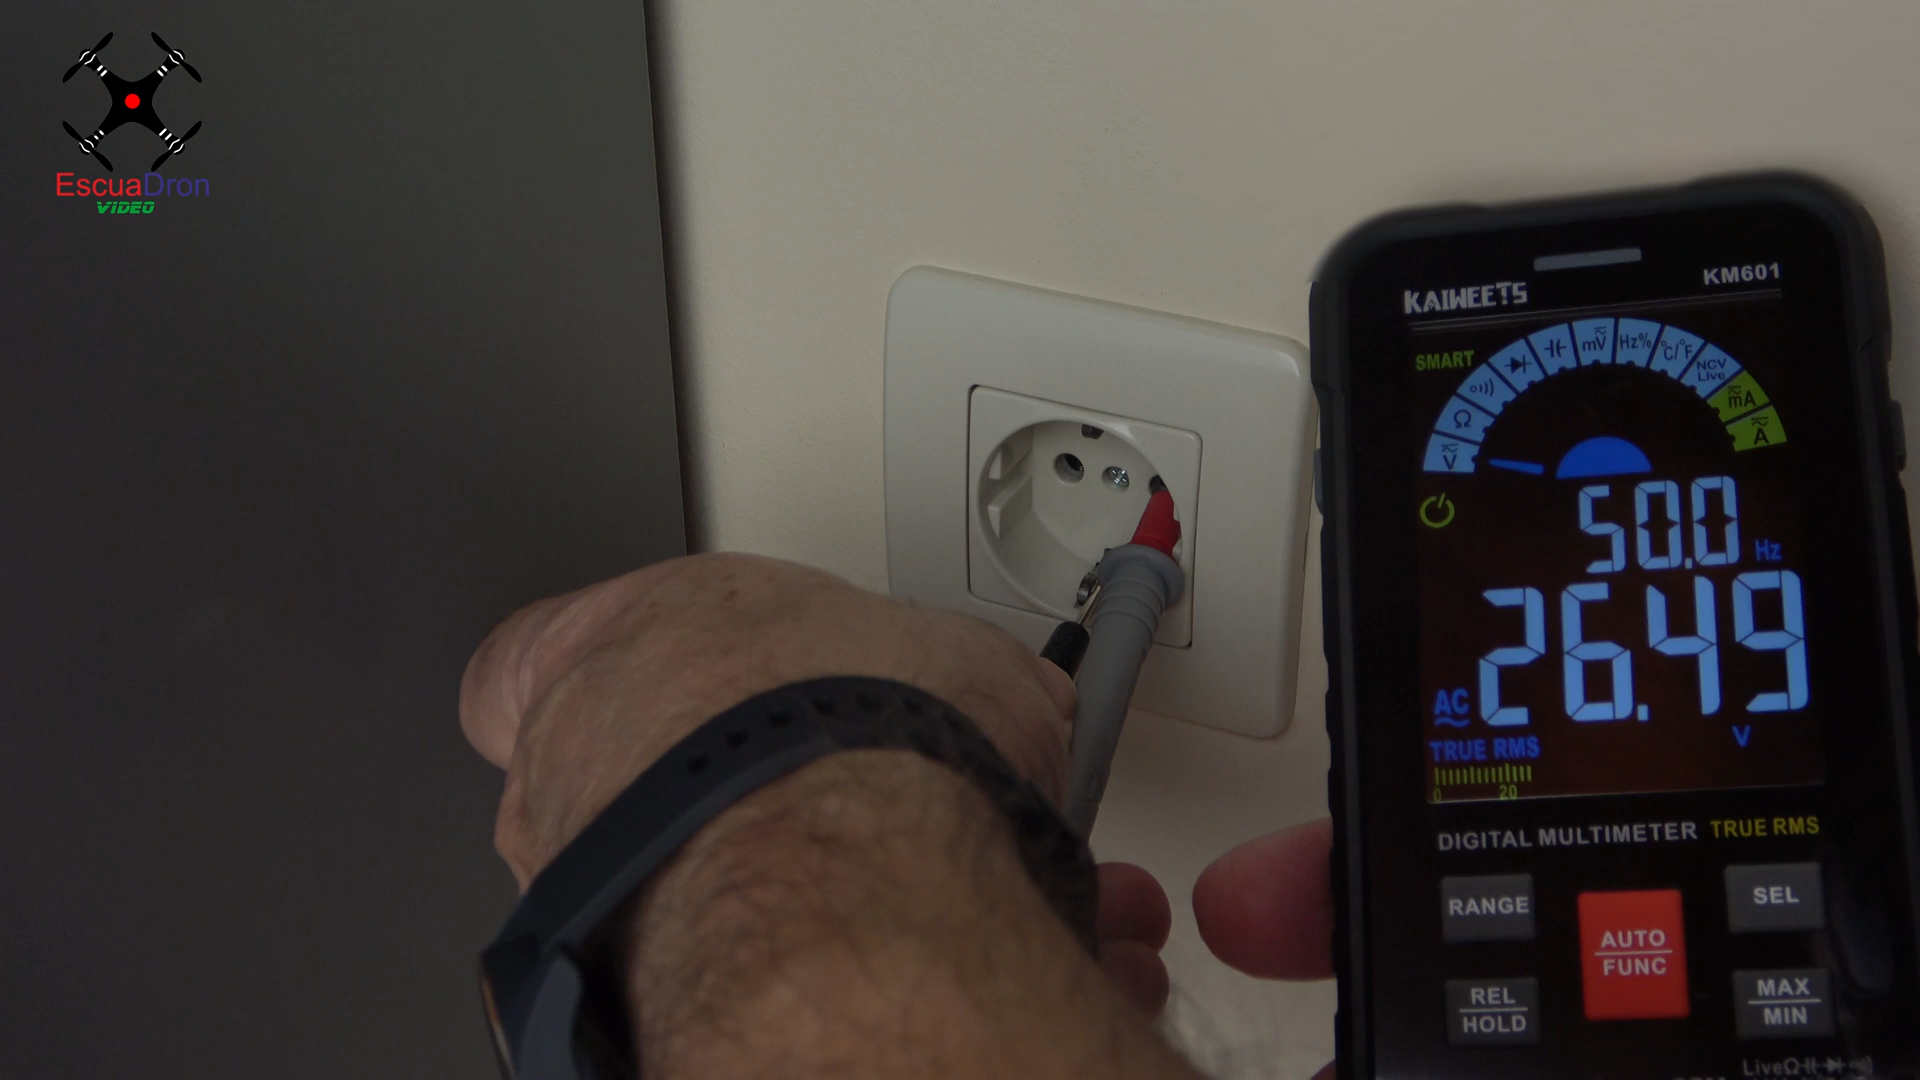 EscuaDron
VIDEO
KAIWEETS
KM601
SMART
V
Ω
mV
Hz%
°C/°F
NCV
Live
mA
A
50.0 Hz
26.49
AC
V
TRUE RMS
0 20
DIGITAL MULTIMETER TRUE RMS
RANGE
AUTO
FUNC
SEL
REL
HOLD
MAX
MIN
LiveΩ